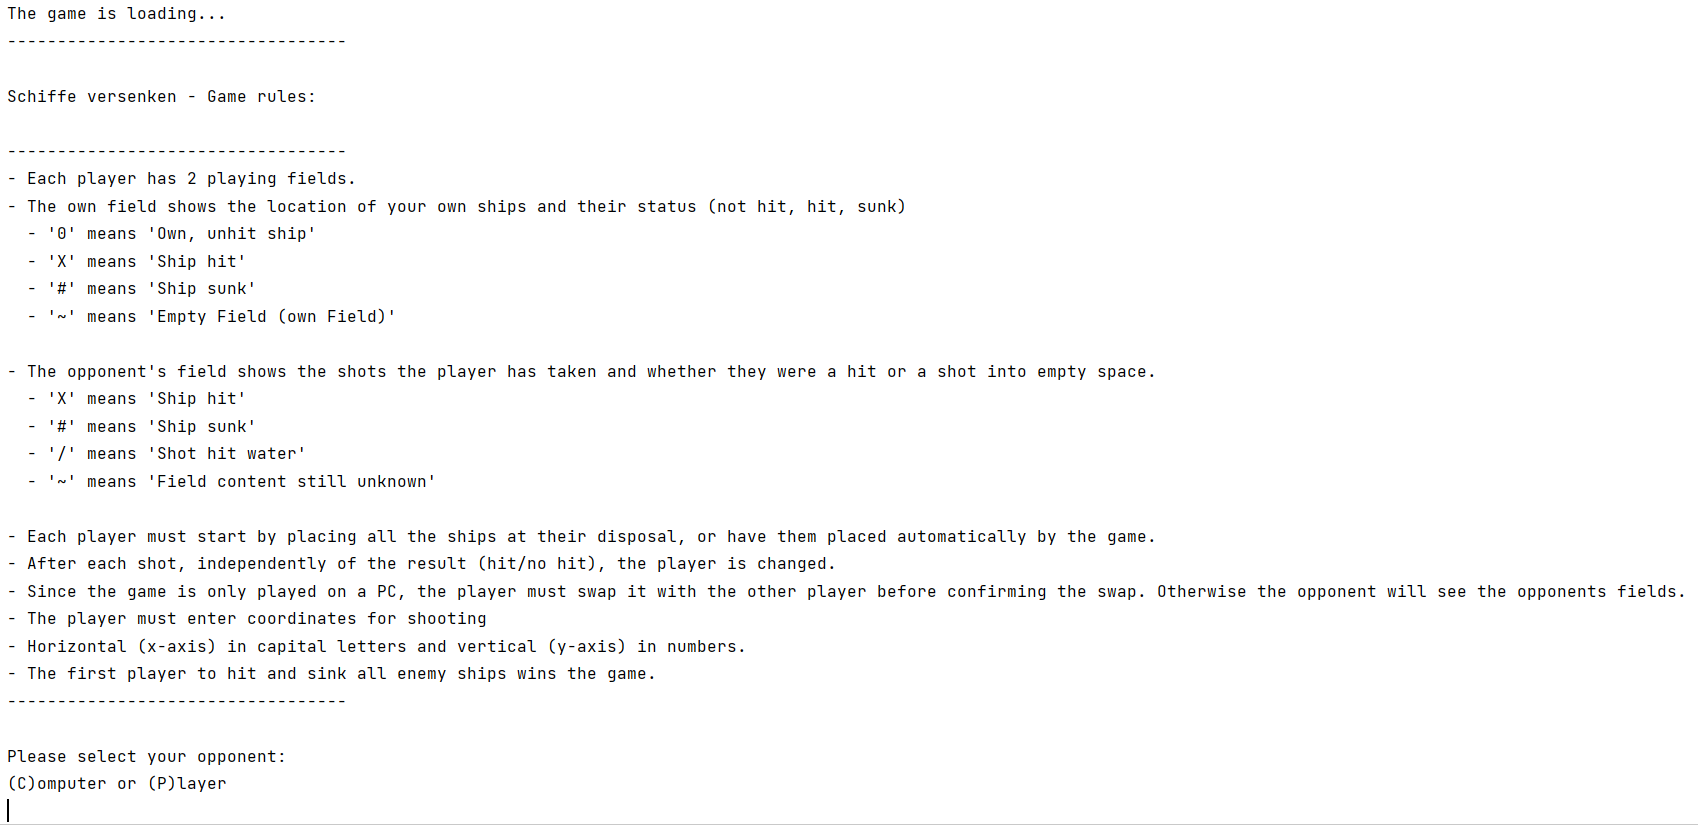 The game is loading...
----------------------------------
Schiffe versenken - Game rules:
----------------------------------
- Each player has 2 playing fields.
- The own field shows the location of your own ships and their status (not hit, hit, sunk)
  - '0' means 'Own, unhit ship'
  - 'X' means 'Ship hit'
  - '#' means 'Ship sunk'
  - '~' means 'Empty Field (own Field)'
- The opponent's field shows the shots the player has taken and whether they were a hit or a shot into empty space.
  - 'X' means 'Ship hit'
  - '#' means 'Ship sunk'
  - '/' means 'Shot hit water'
  - '~' means 'Field content still unknown'
- Each player must start by placing all the ships at their disposal, or have them placed automatically by the game.
- After each shot, independently of the result (hit/no hit), the player is changed.
- Since the game is only played on a PC, the player must swap it with the other player before confirming the swap. Otherwise the opponent will see the opponents fields.
- The player must enter coordinates for shooting
- Horizontal (x-axis) in capital letters and vertical (y-axis) in numbers.
- The first player to hit and sink all enemy ships wins the game.
----------------------------------
Please select your opponent:
(C)omputer or (P)layer